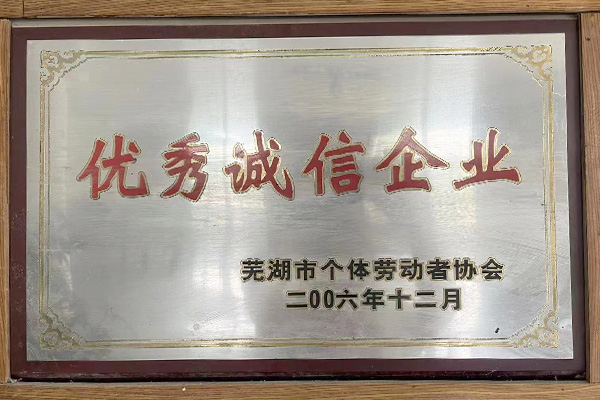 优秀诚信企业
芜湖市个体劳动者协会
二00六年十二月